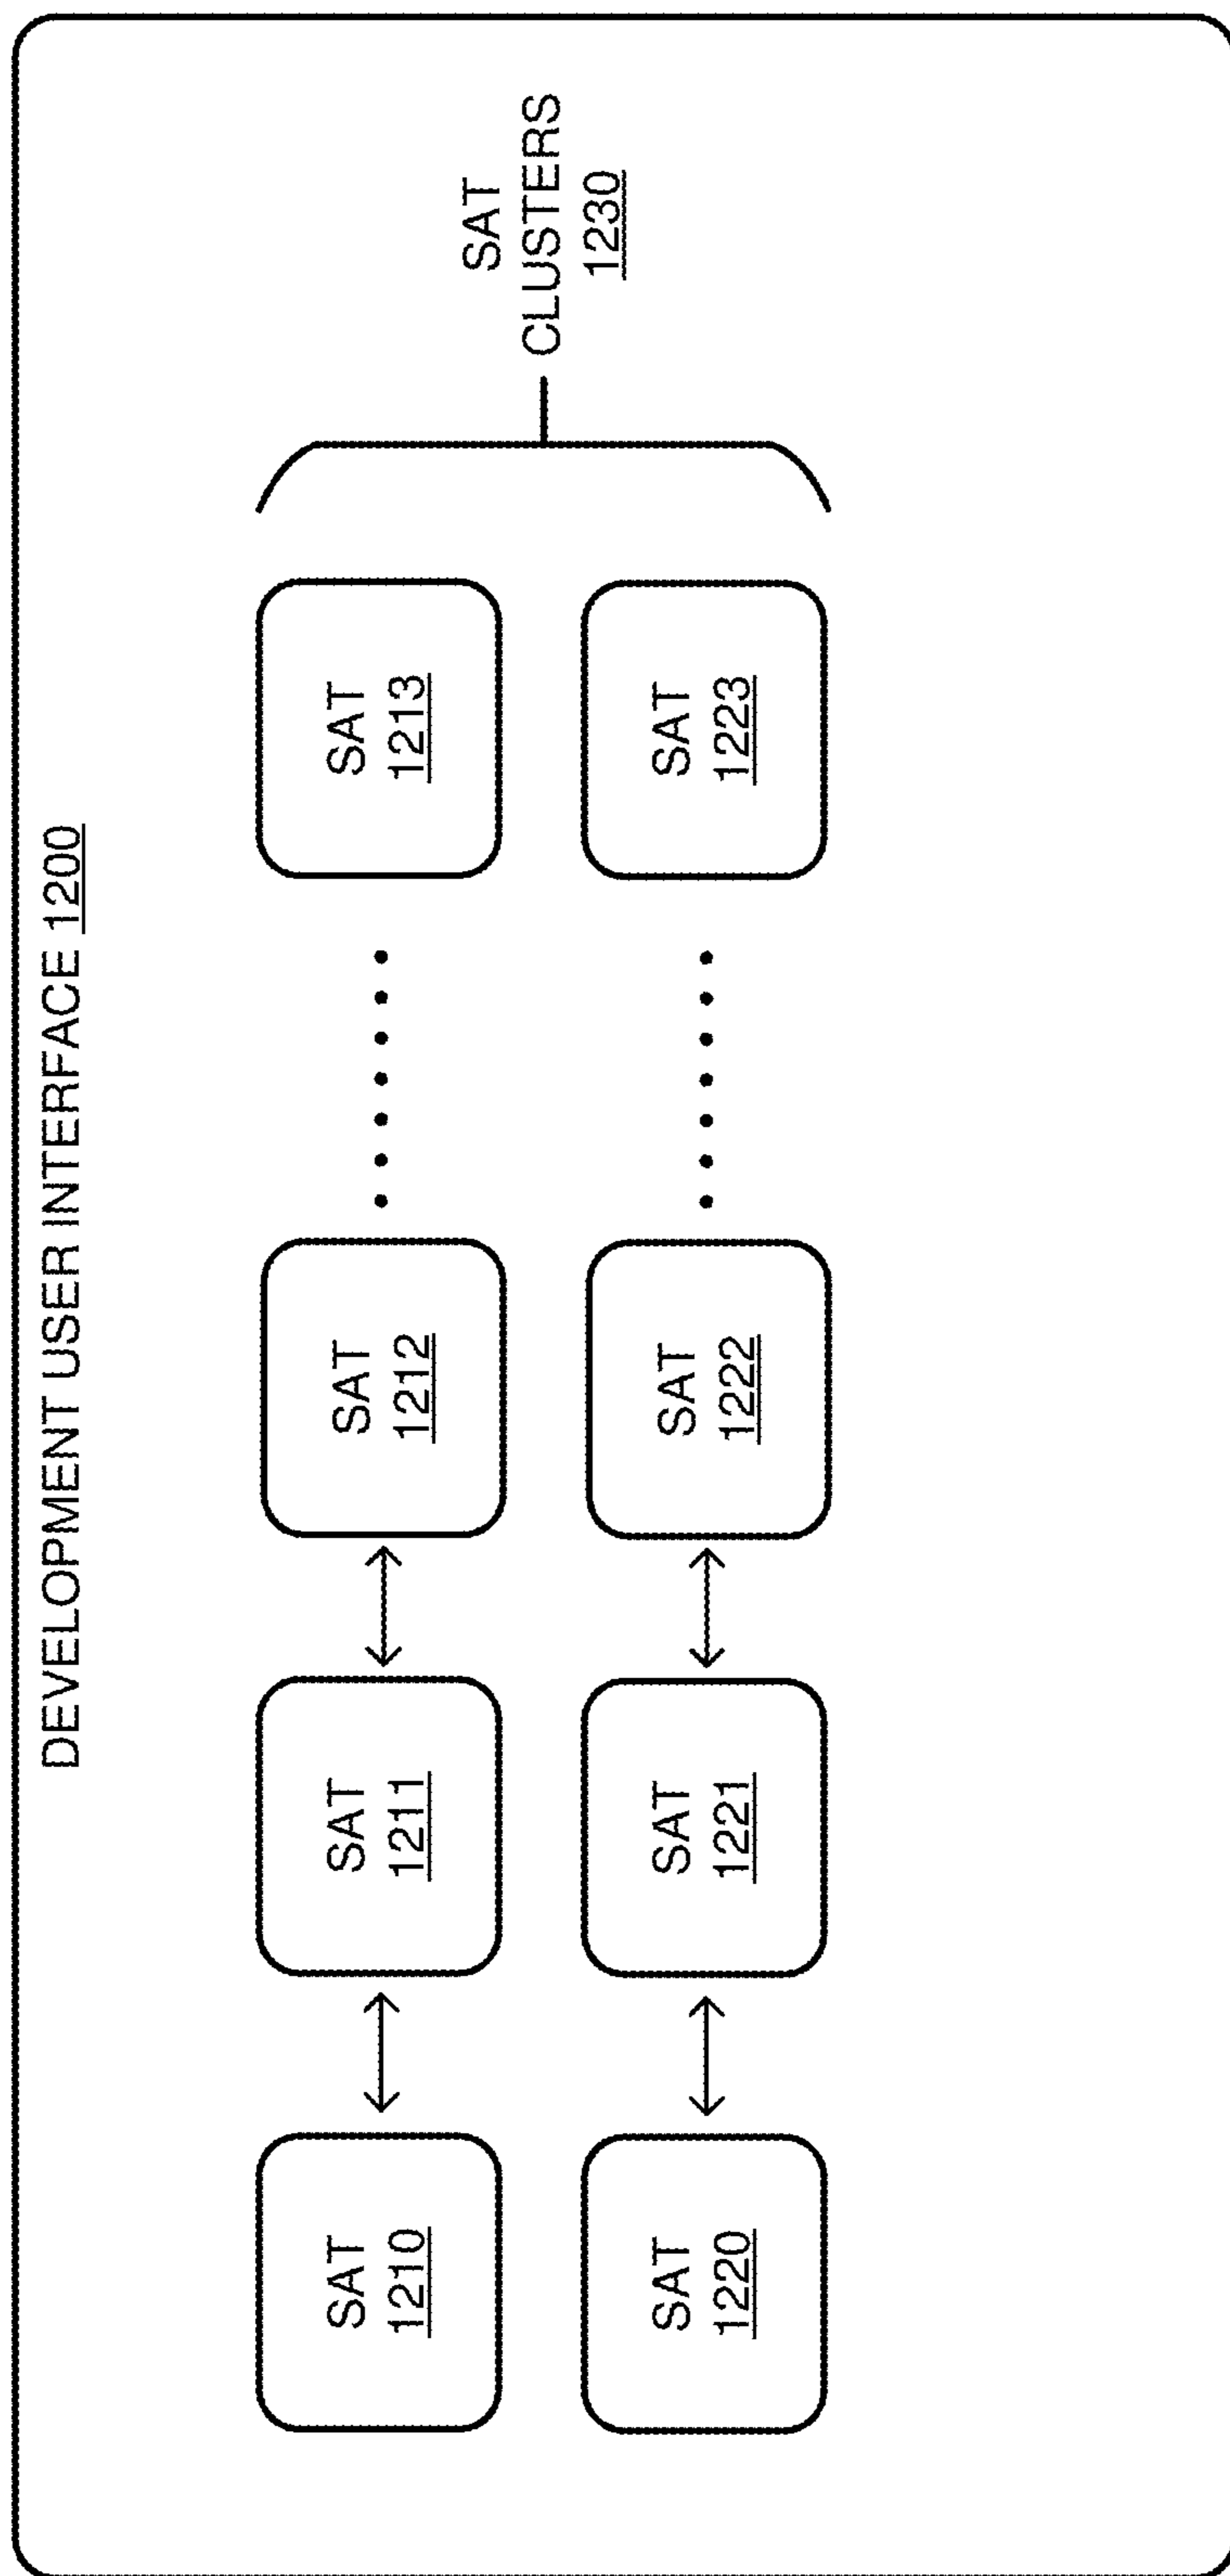 DEVELOPMENT USER INTERFACE 1200
SAT
1210
SAT
1211
SAT
1212
SAT
1213
SAT
CLUSTERS
1230
SAT
1220
SAT
1221
SAT
1222
SAT
1223